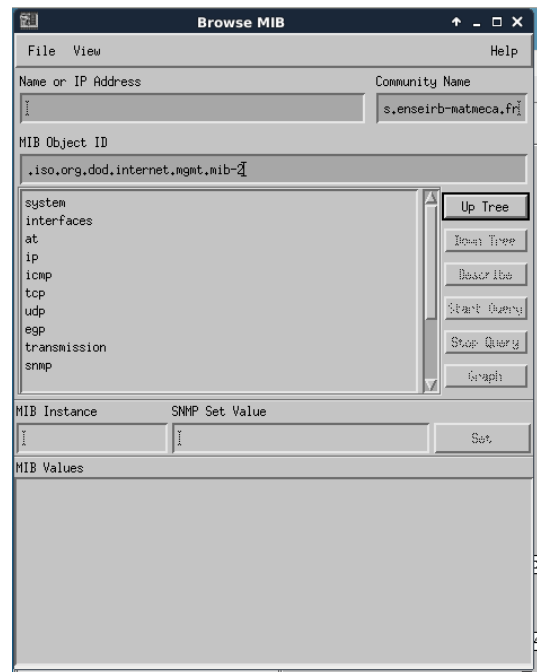 Browse MIB
File View Help
Name or IP Address Community Name
s.enseirb-matmeca.fr
MIB Object ID
.iso.org.dod.internet.mgmt.mib-2
system
interfaces
at
ip
icmp
tcp
udp
egp
transmission
snmp
Up Tree
Down Tree
Describe
Start Query
Stop Query
Graph
MIB Instance SNMP Set Value
Set
MIB Values